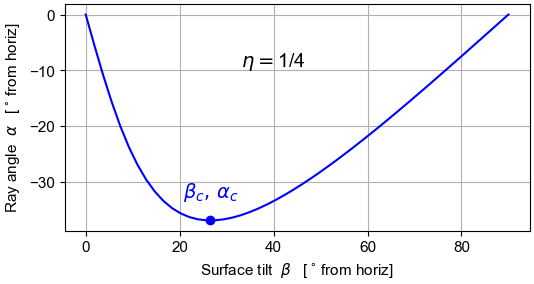 0
−10
−20
−30
Ray angle α [° from horiz]
η = 1/4
β_c, α_c
0 20 40 60 80
Surface tilt β [° from horiz]